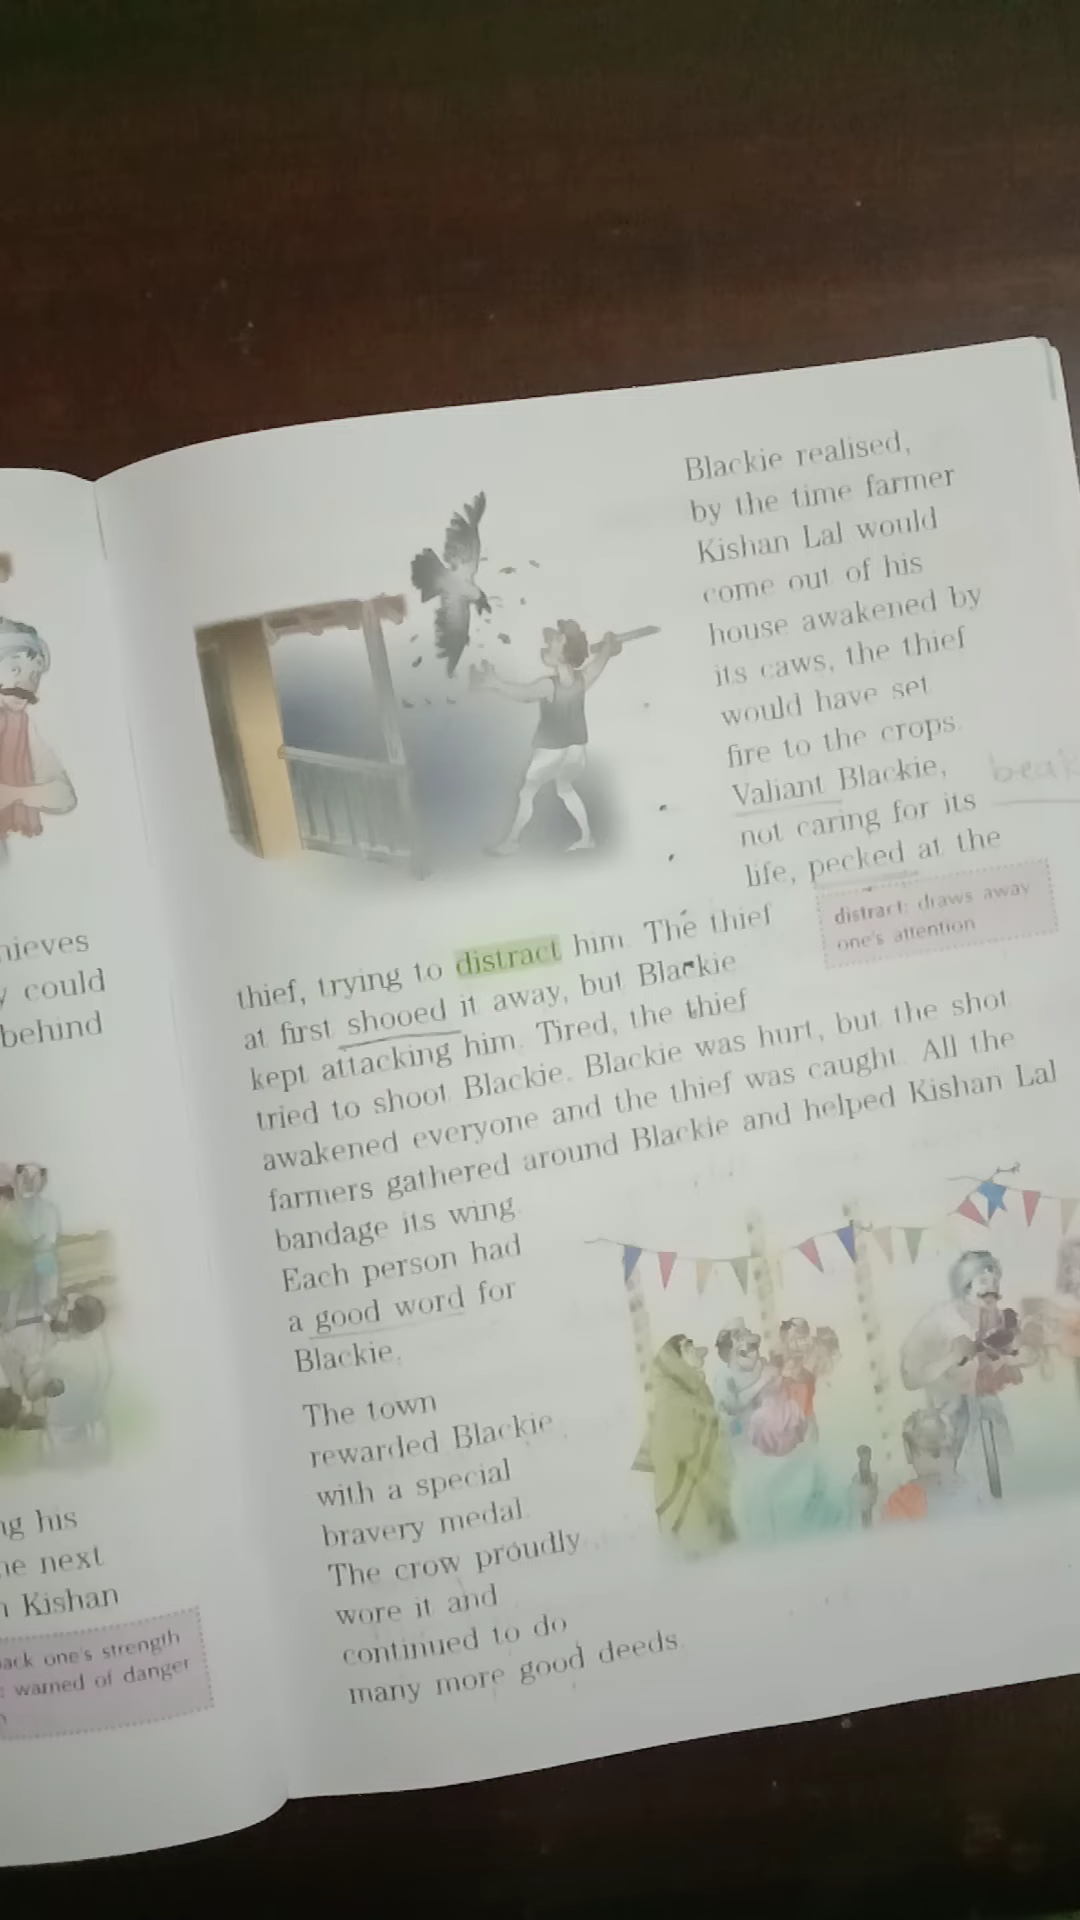 could
behind
his
next
Kishan
one's strength
warned of danger
Blackie realised,
by the time farmer
Kishan Lal would
come out of his
house awakened by
its caws, the thief
would have set
fire to the crops.
Valiant Blackie,
not caring for its
life, pecked at the
distract: draws away
one's attention
thief, trying to distract him. The thief
at first shooed it away, but Blackie
kept attacking him. Tired, the thief
tried to shoot Blackie. Blackie was hurt, but the shot
awakened everyone and the thief was caught. All the
farmers gathered around Blackie and helped Kishan Lal
bandage its wing.
Each person had
a good word for
Blackie.
The town
rewarded Blackie
with a special
bravery medal.
The crow proudly
wore it and
continued to do
many more good deeds.